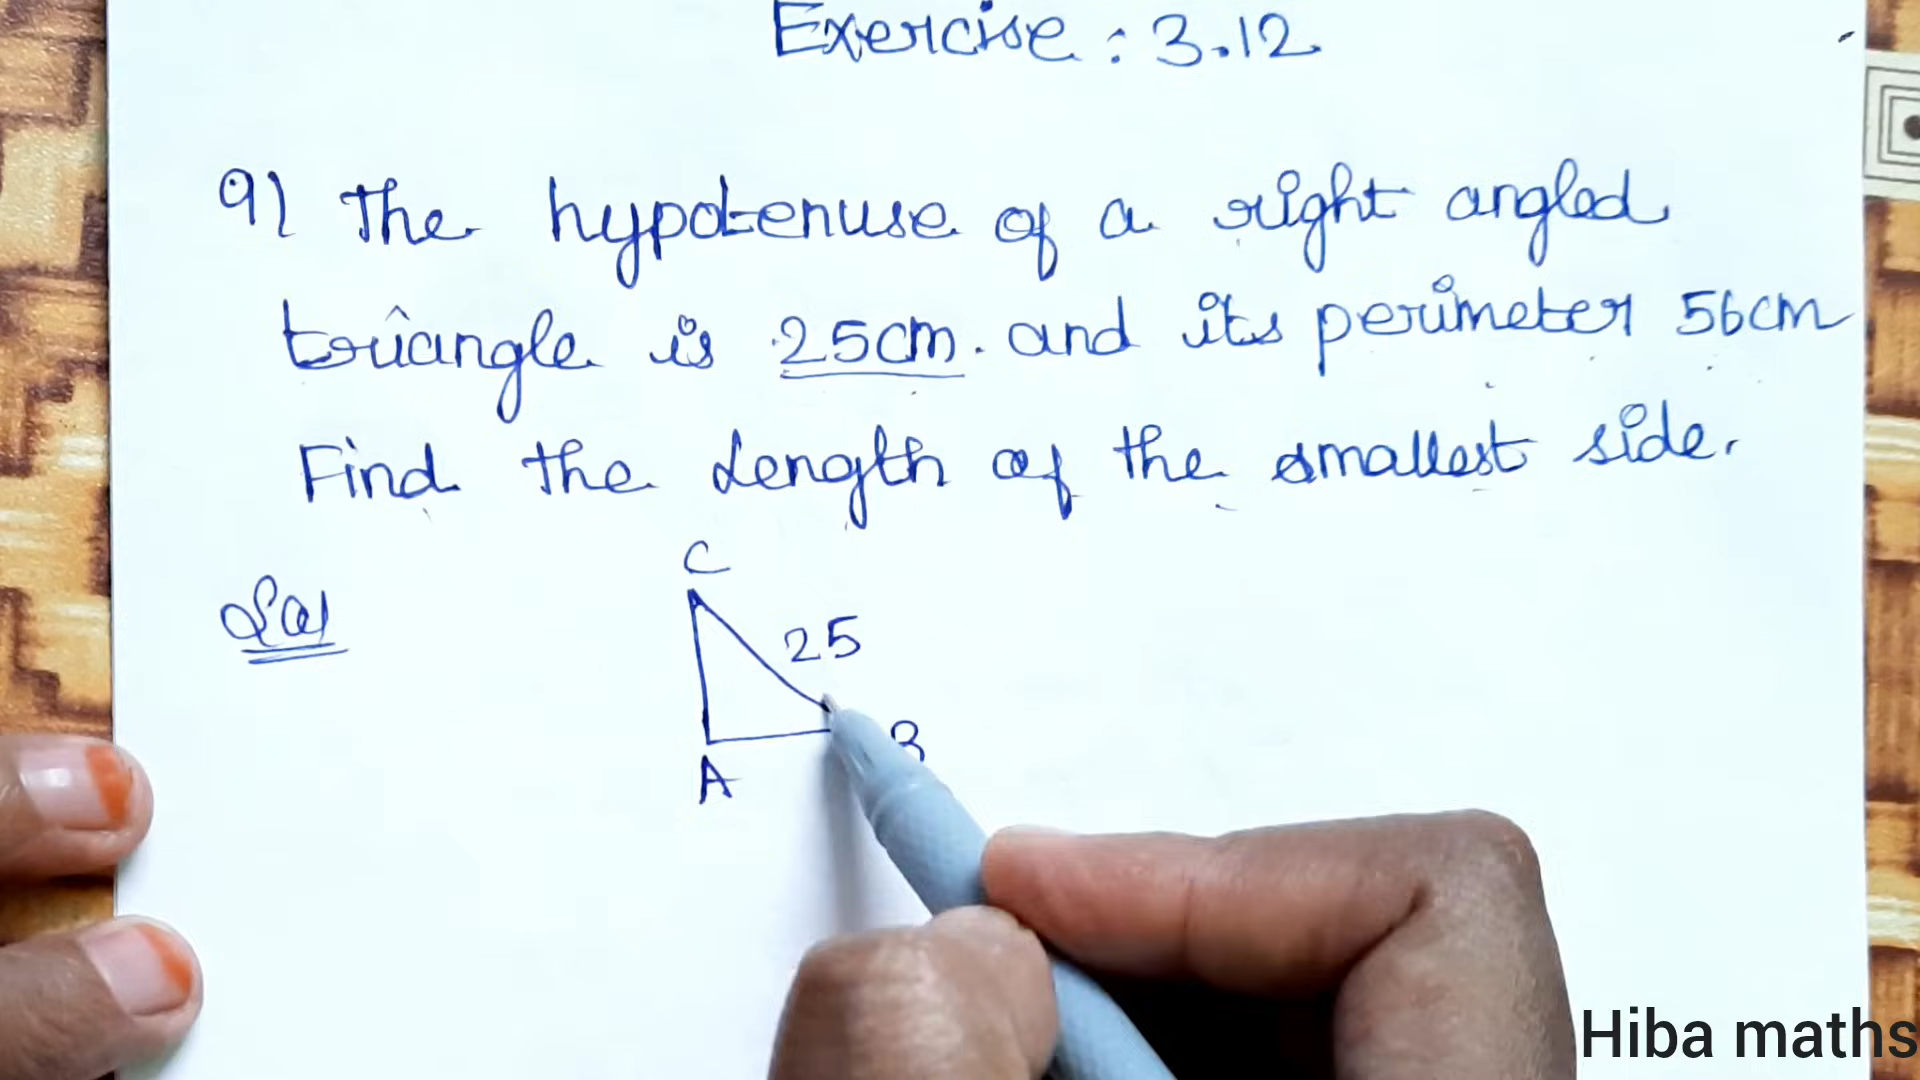 Exercise : 3.12
9) The hypotenuse of a right angled
triangle is 25cm. and its perimeter 56cm
Find the Length of the smallest side.
C
Sol
25
B
A
Hiba maths